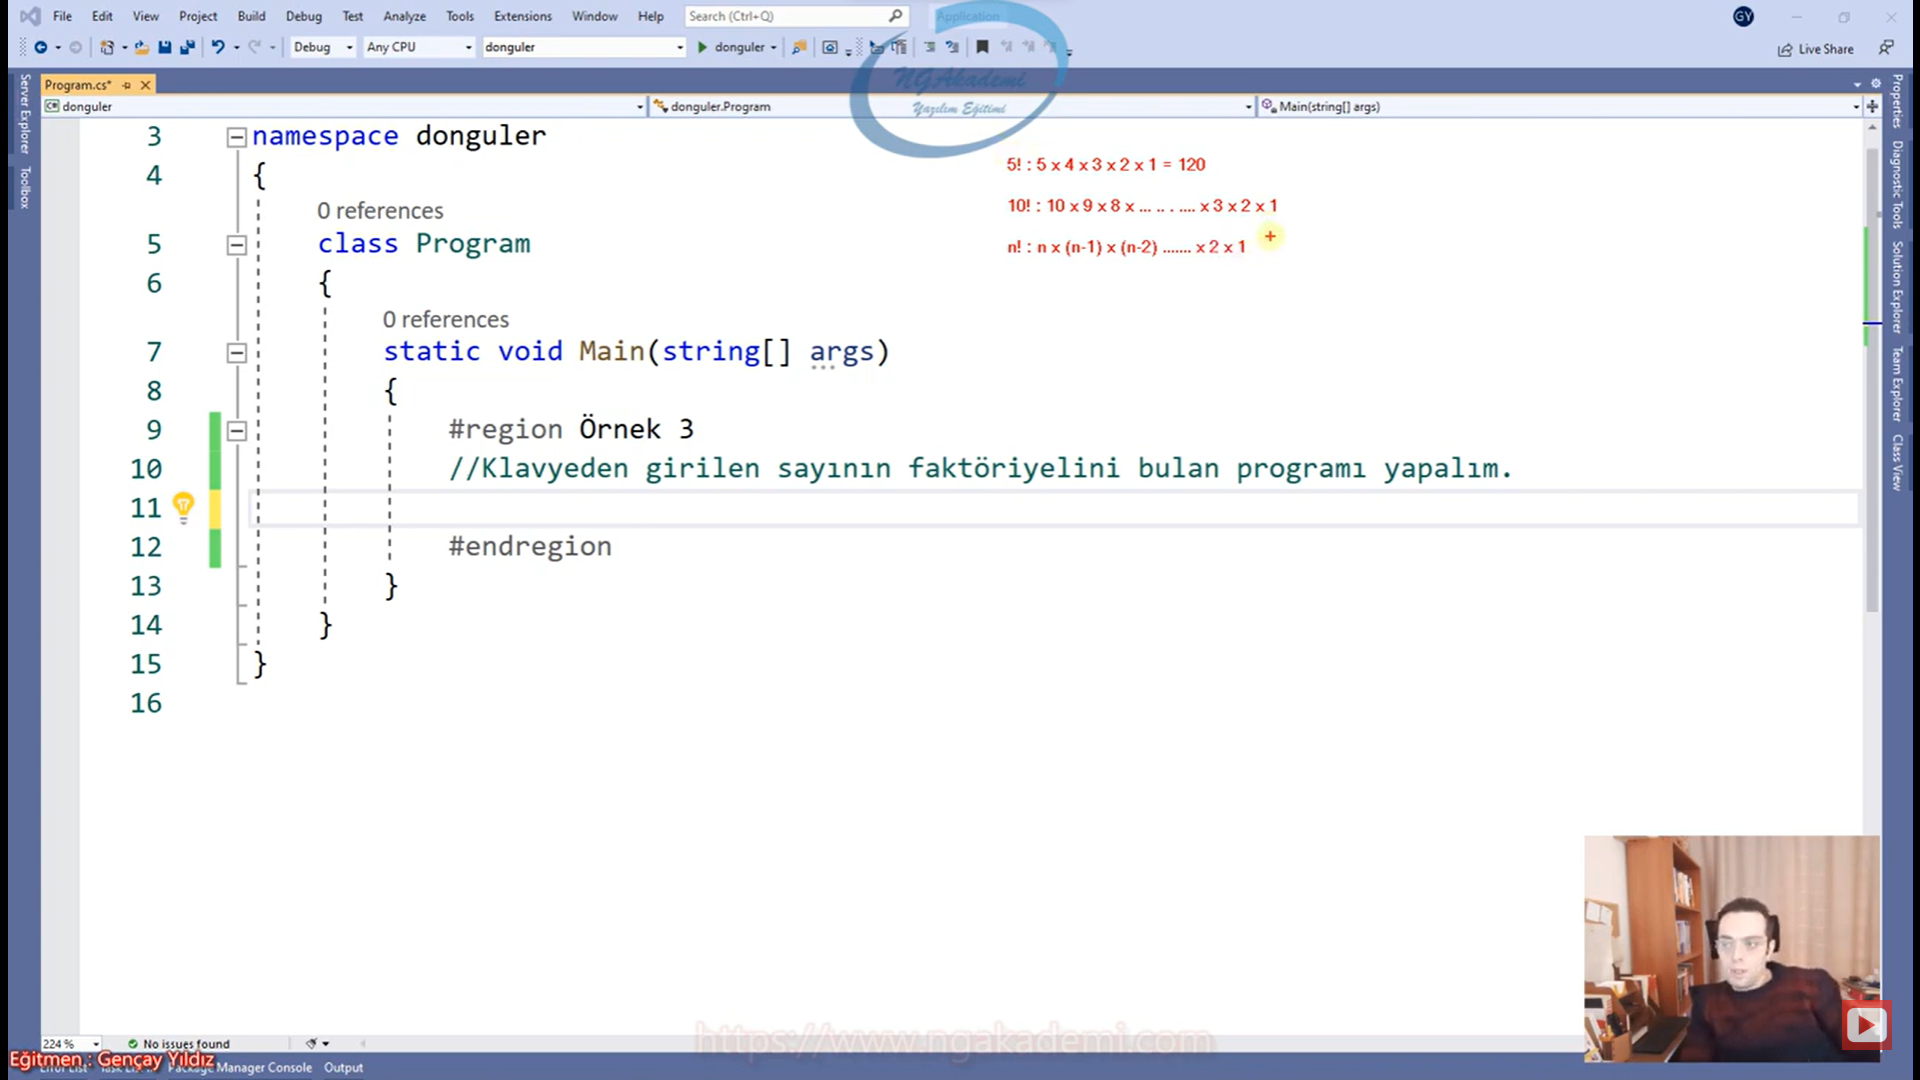 File Edit View Project Build Debug Test Analyze Tools Extensions Window Help Search (Ctrl+Q) Application GY
Debug Any CPU donguler donguler Live Share
NGAkademi
Yazılım Eğitimi
Program.cs*
donguler donguler.Program Main(string[] args)
Server Explorer
Toolbox
Properties
Diagnostic Tools
Solution Explorer
Team Explorer
Class View
5! : 5 x 4 x 3 x 2 x 1 = 120
10! : 10 x 9 x 8 x ... .. . .... x 3 x 2 x 1
n! : n x (n-1) x (n-2) ....... x 2 x 1
3 namespace donguler
4 {
0 references
5 class Program
6 {
0 references
7 static void Main(string[] args)
8 {
9 #region Örnek 3
10 //Klavyeden girilen sayının faktöriyelini bulan programı yapalım.
11
12 #endregion
13 }
14 }
15 }
16
224 % No issues found
https://www.ngakademi.com
Eğitmen : Gençay Yıldız
Package Manager Console Output